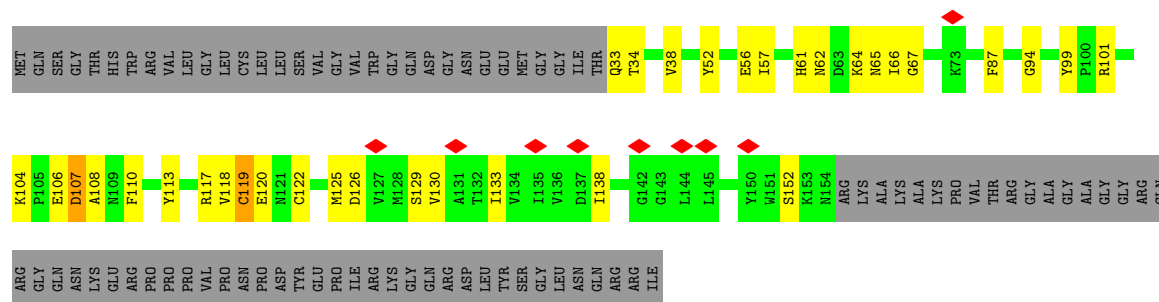 MET GLN SER GLY THR HIS TRP ARG VAL LEU GLY LEU CYS LEU LEU SER VAL GLY VAL TRP GLY GLN ASP GLY ASN GLU GLU MET GLY GLY ILE THR Q33 T34 V38 Y52 E56 I57 H61 N62 D63 K64 N65 I66 G67 K73 F87 G94 Y99 P100 R101
K104 P105 E106 D107 A108 N109 F110 Y113 R117 V118 C119 E120 N121 C122 M125 D126 V127 M128 S129 V130 A131 T132 I133 V134 I135 V136 D137 I138 G142 G143 L144 L145 Y150 W151 S152 K153 N154 ARG LYS ALA LYS ALA LYS PRO VAL THR ARG GLY ALA GLY ALA GLY GLY ARG GLN
ARG GLY GLN ASN LYS GLU ARG PRO PRO PRO VAL PRO ASN PRO ASP TYR GLU PRO ILE ARG LYS GLY GLN ARG ASP LEU TYR SER GLY LEU ASN GLN ARG ARG ILE